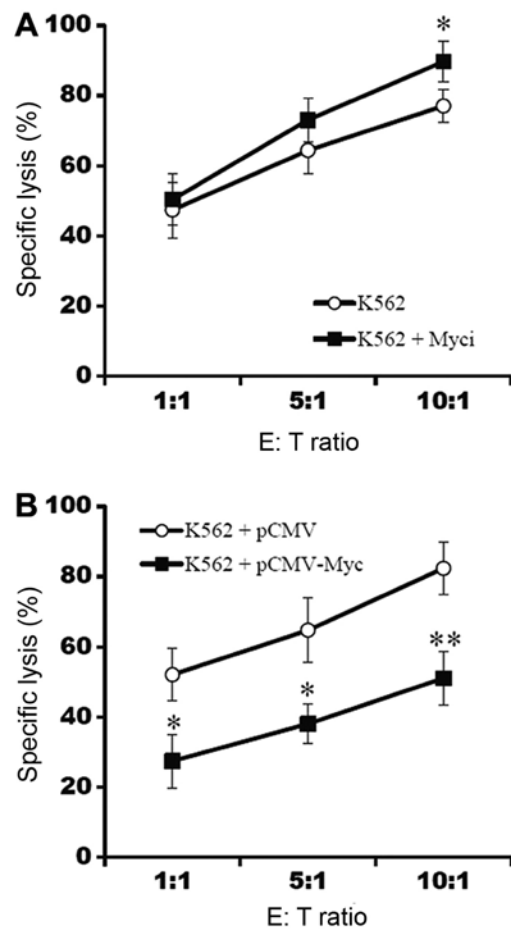 A
100
80
60
40
20
0
Specific lysis (%)
*
K562
K562 + Myci
1:1 5:1 10:1
E: T ratio
B
100
80
60
40
20
0
Specific lysis (%)
K562 + pCMV
K562 + pCMV-Myc
* * **
1:1 5:1 10:1
E: T ratio